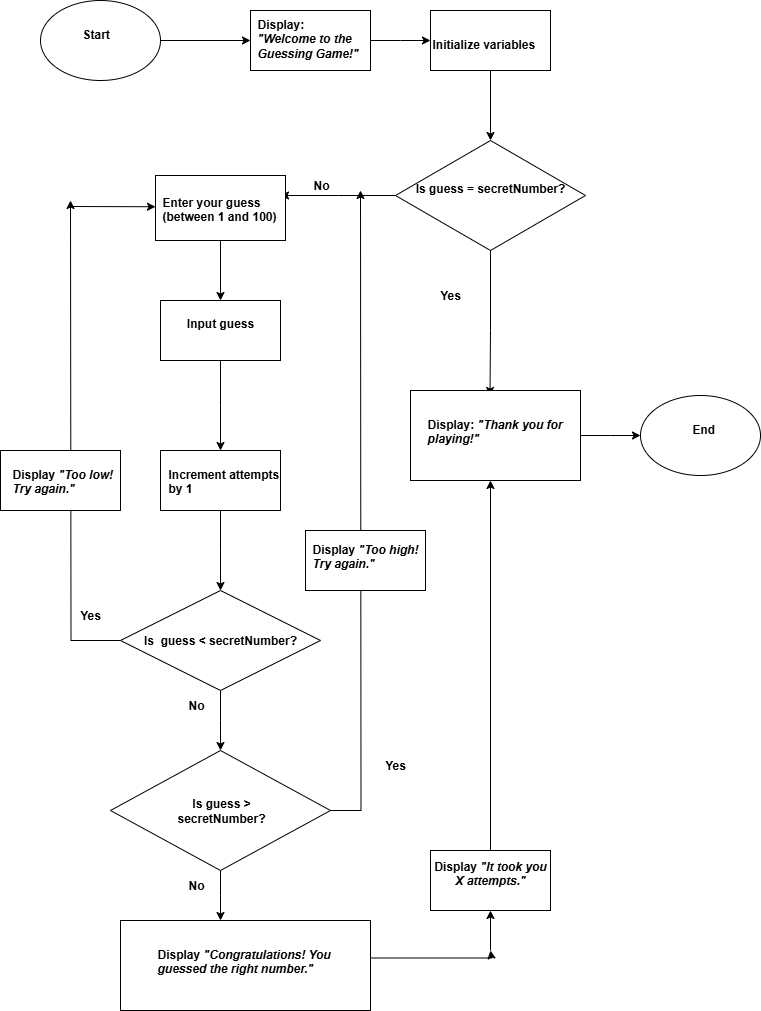 Start
Display:
"Welcome to the
Guessing Game!"
Initialize variables
Is guess = secretNumber?
No
Enter your guess
(between 1 and 100)
Yes
Input guess
Display: "Thank you for
playing!"
End
Display "Too low!
Try again."
Increment attempts
by 1
Display "Too high!
Try again."
Yes
Is  guess < secretNumber?
No
Yes
Is guess >
secretNumber?
Display "It took you
X attempts."
No
Display "Congratulations! You
guessed the right number."